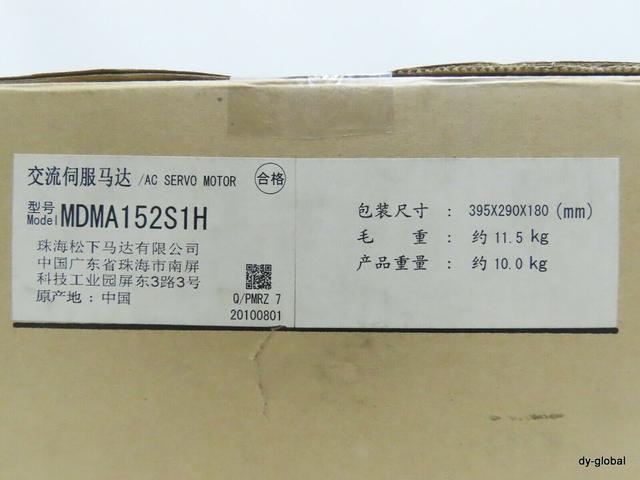 交流伺服马达 /AC SERVO MOTOR 合格
型号 Model MDMA152S1H
珠海松下马达有限公司
中国广东省珠海市南屏
科技工业园屏东3路3号
原产地：中国
Q/PMRZ 7
20100801
包装尺寸 : 395X290X180 (mm)
毛 重 : 约 11.5 kg
产品重量 : 约 10.0 kg
dy-global